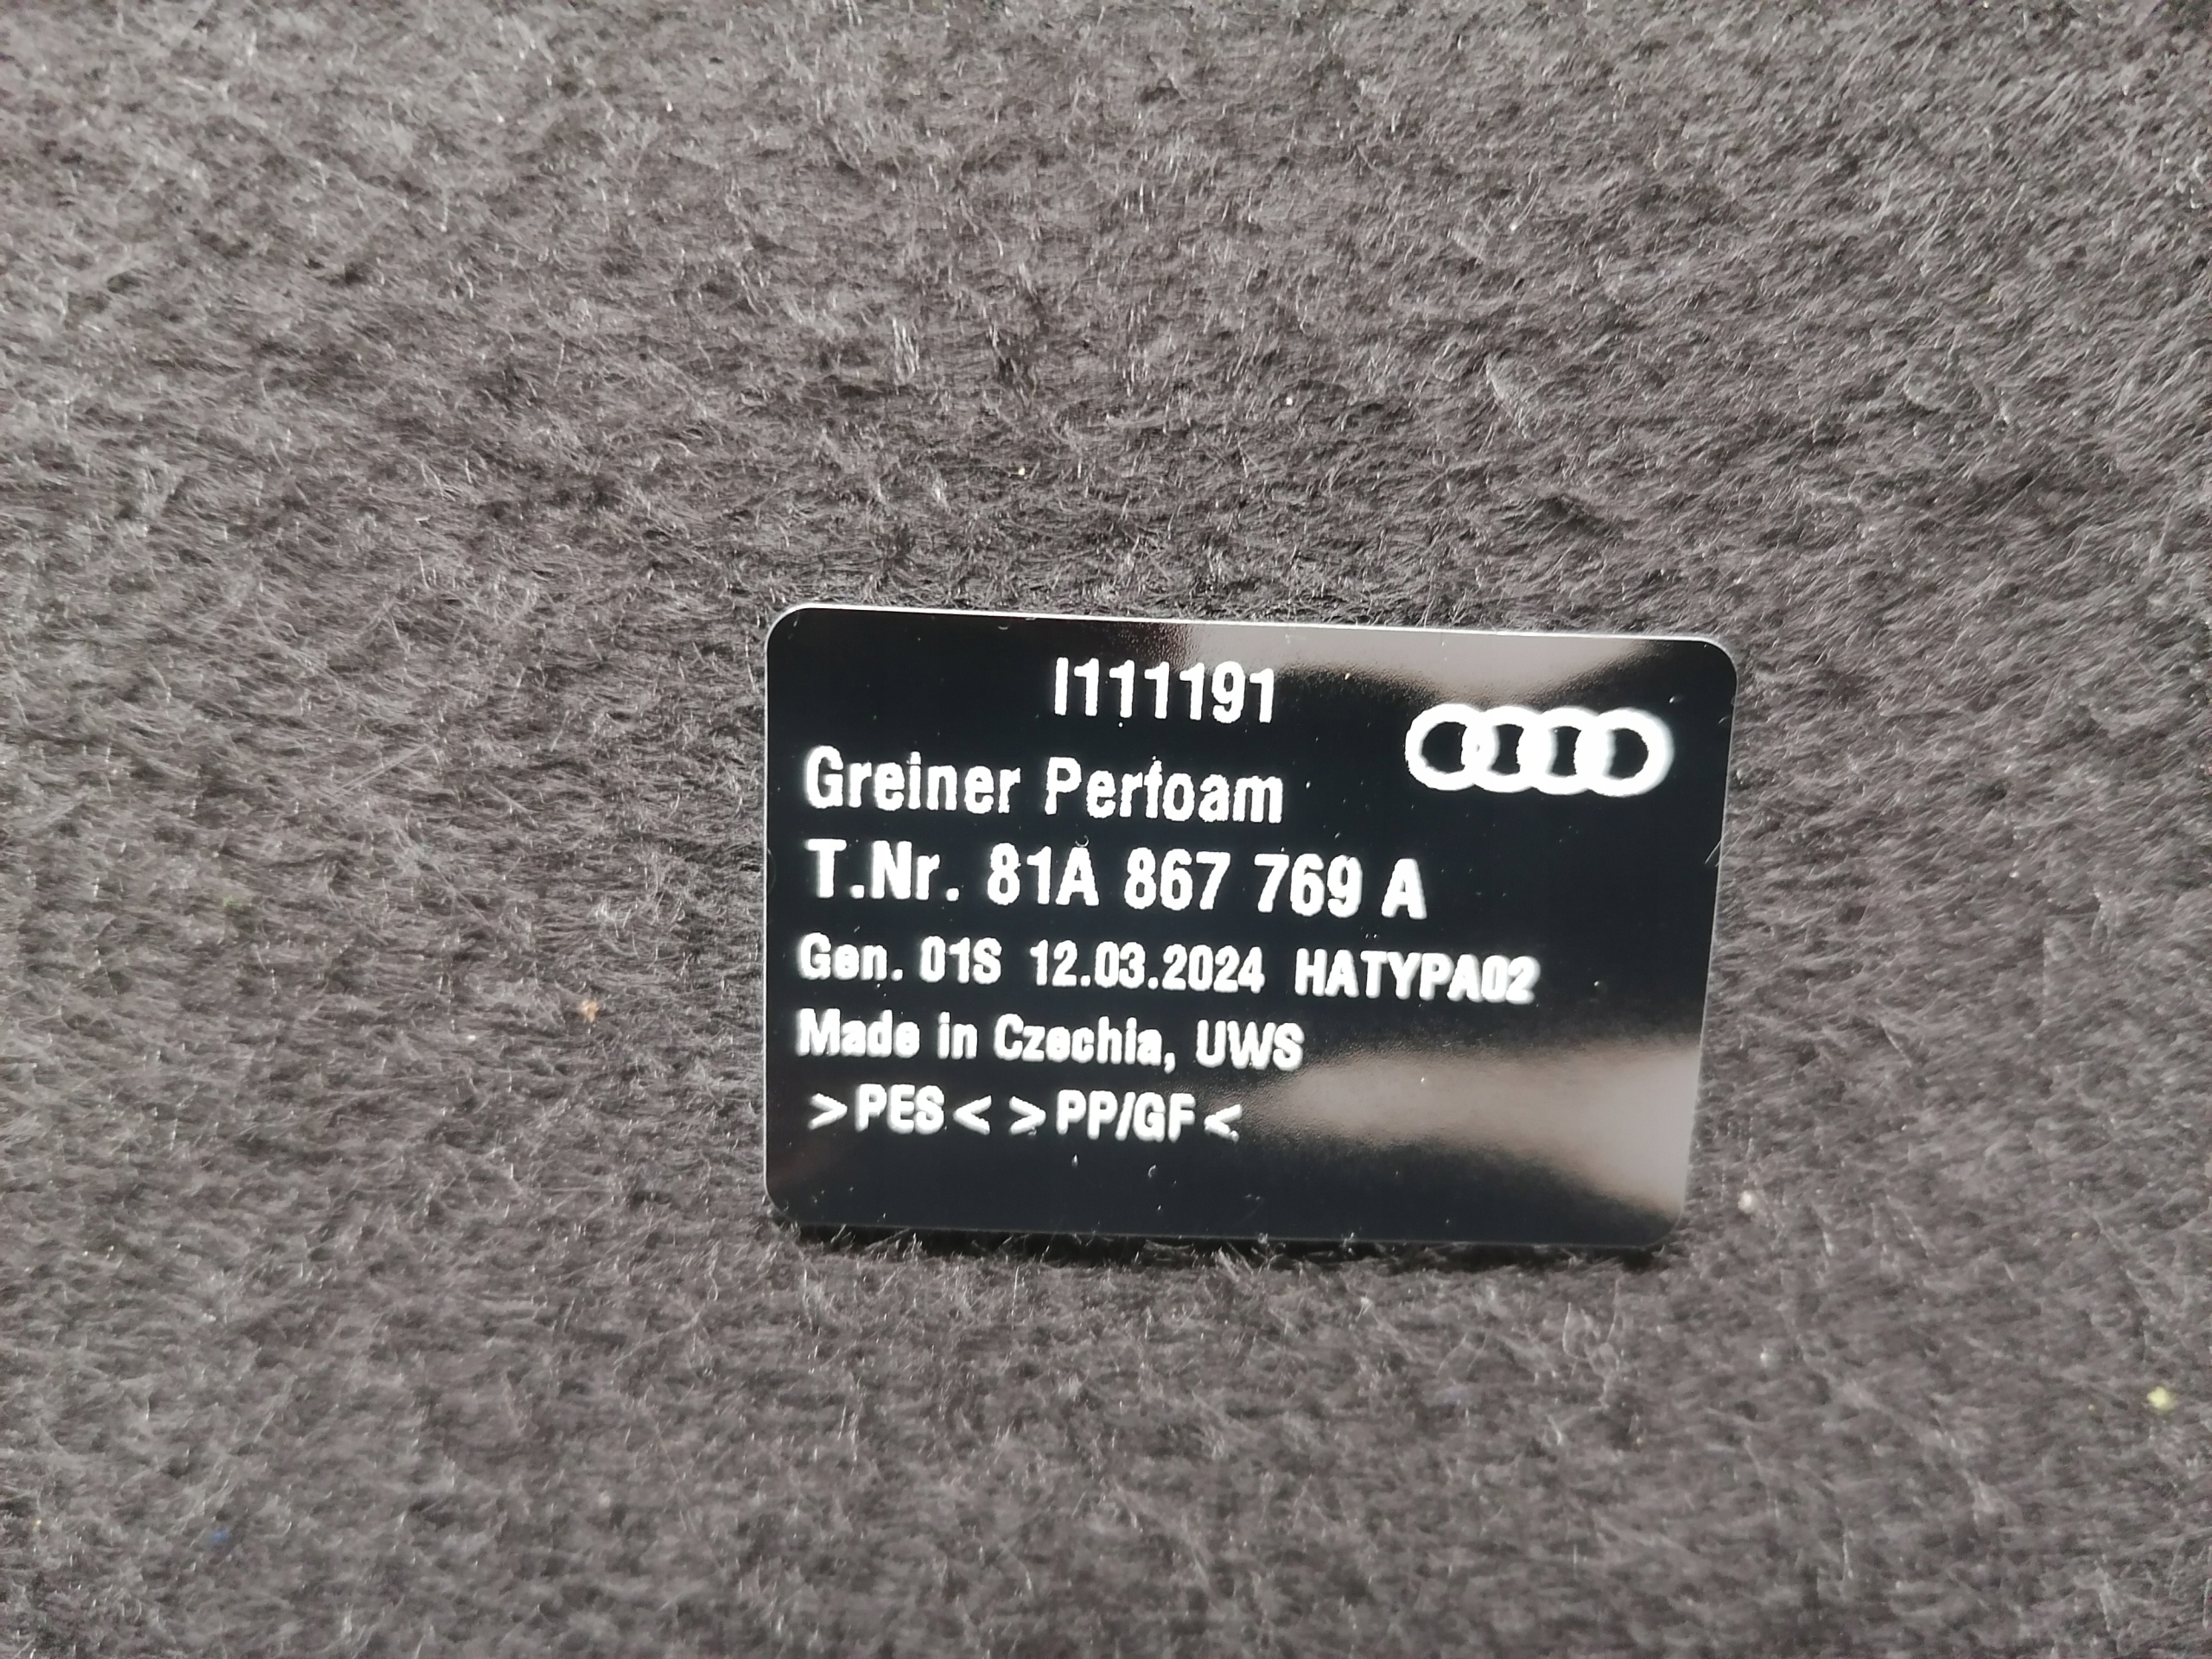 I111191
Greiner Perfoam
T.Nr. 81A 867 769 A
Gen. 01S 12.03.2024 HATYPA02
Made in Czechia, UWS
>PES< >PP/GF<